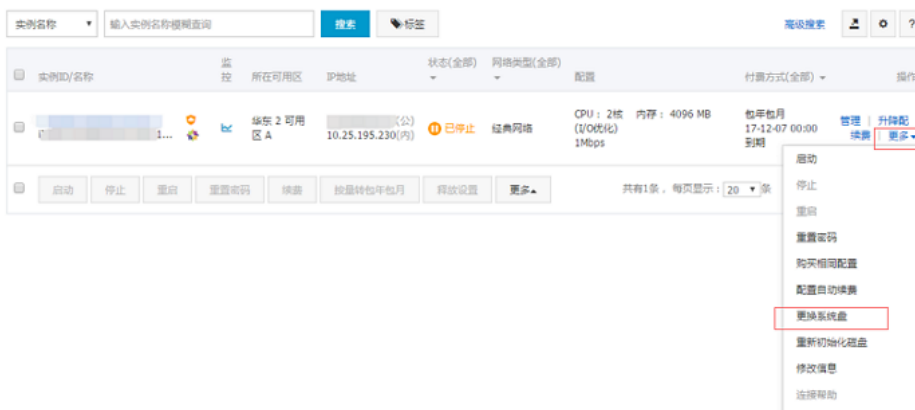 实例名称
输入实例名称模糊查询
搜索
标签
高级搜索
?
实例ID/名称
监控
所在可用区
IP地址
状态(全部)
网络类型(全部)
配置
付费方式(全部)
操作
1...
华东 2 可用
区 A
(公)
10.25.195.230(内)
已停止
经典网络
CPU： 2核 内存： 4096 MB
(I/O优化)
1Mbps
包年包月
17-12-07 00:00
到期
管理 | 升降配
续费 | 更多
启动
停止
重启
重置密码
续费
按量转包年包月
释放设置
更多
共有1条， 每页显示： 20 条
启动
停止
重启
重置密码
购买相同配置
配置自动续费
更换系统盘
重新初始化磁盘
修改信息
连接帮助